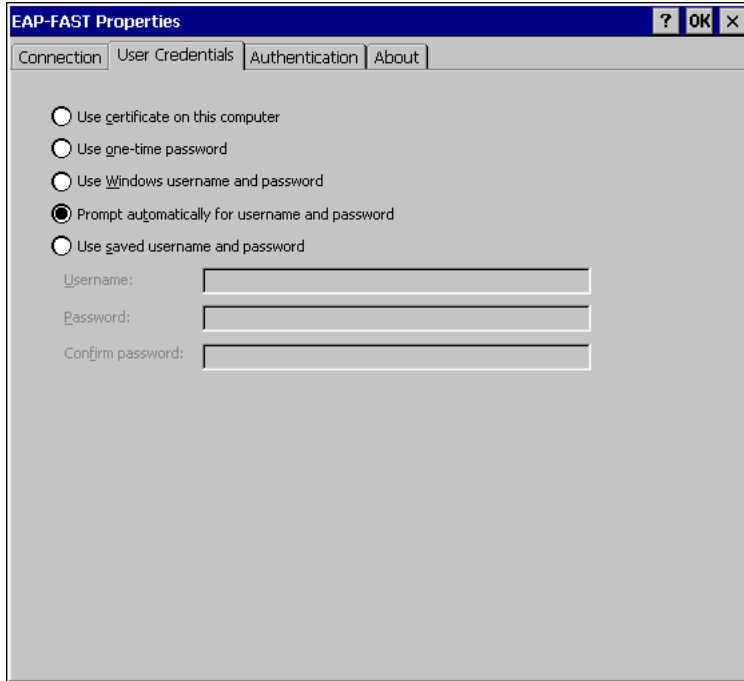 EAP-FAST Properties ? OK ×
Connection User Credentials Authentication About
Use certificate on this computer
Use one-time password
Use Windows username and password
Prompt automatically for username and password
Use saved username and password
Username:
Password:
Confirm password: